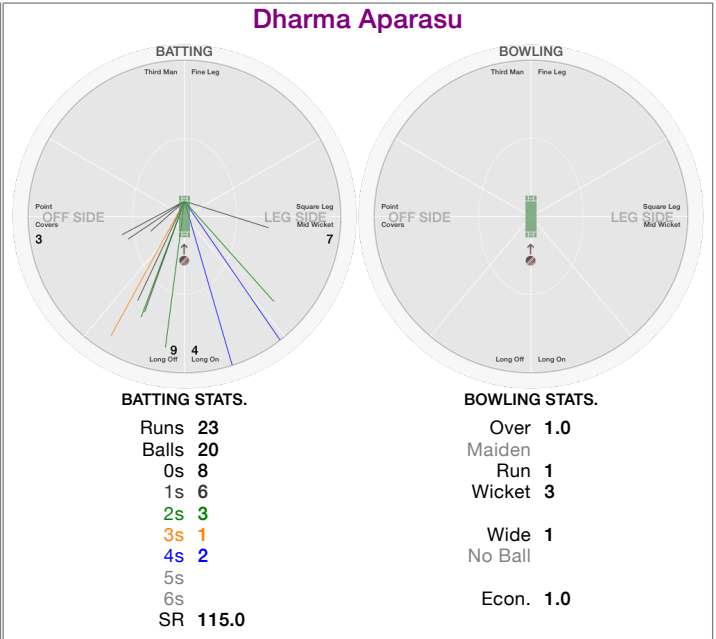 Dharma Aparasu
BATTING
Third Man Fine Leg
Point
Covers
OFF SIDE
3
Square Leg
Mid Wicket
LEG SIDE
7
9 4
Long Off Long On
BATTING STATS.
Runs 23
Balls 20
0s 8
1s 6
2s 3
3s 1
4s 2
5s
6s
SR 115.0
BOWLING
Third Man Fine Leg
Point
Covers
OFF SIDE
Square Leg
Mid Wicket
LEG SIDE
Long Off Long On
BOWLING STATS.
Over 1.0
Maiden
Run 1
Wicket 3
Wide 1
No Ball
Econ. 1.0